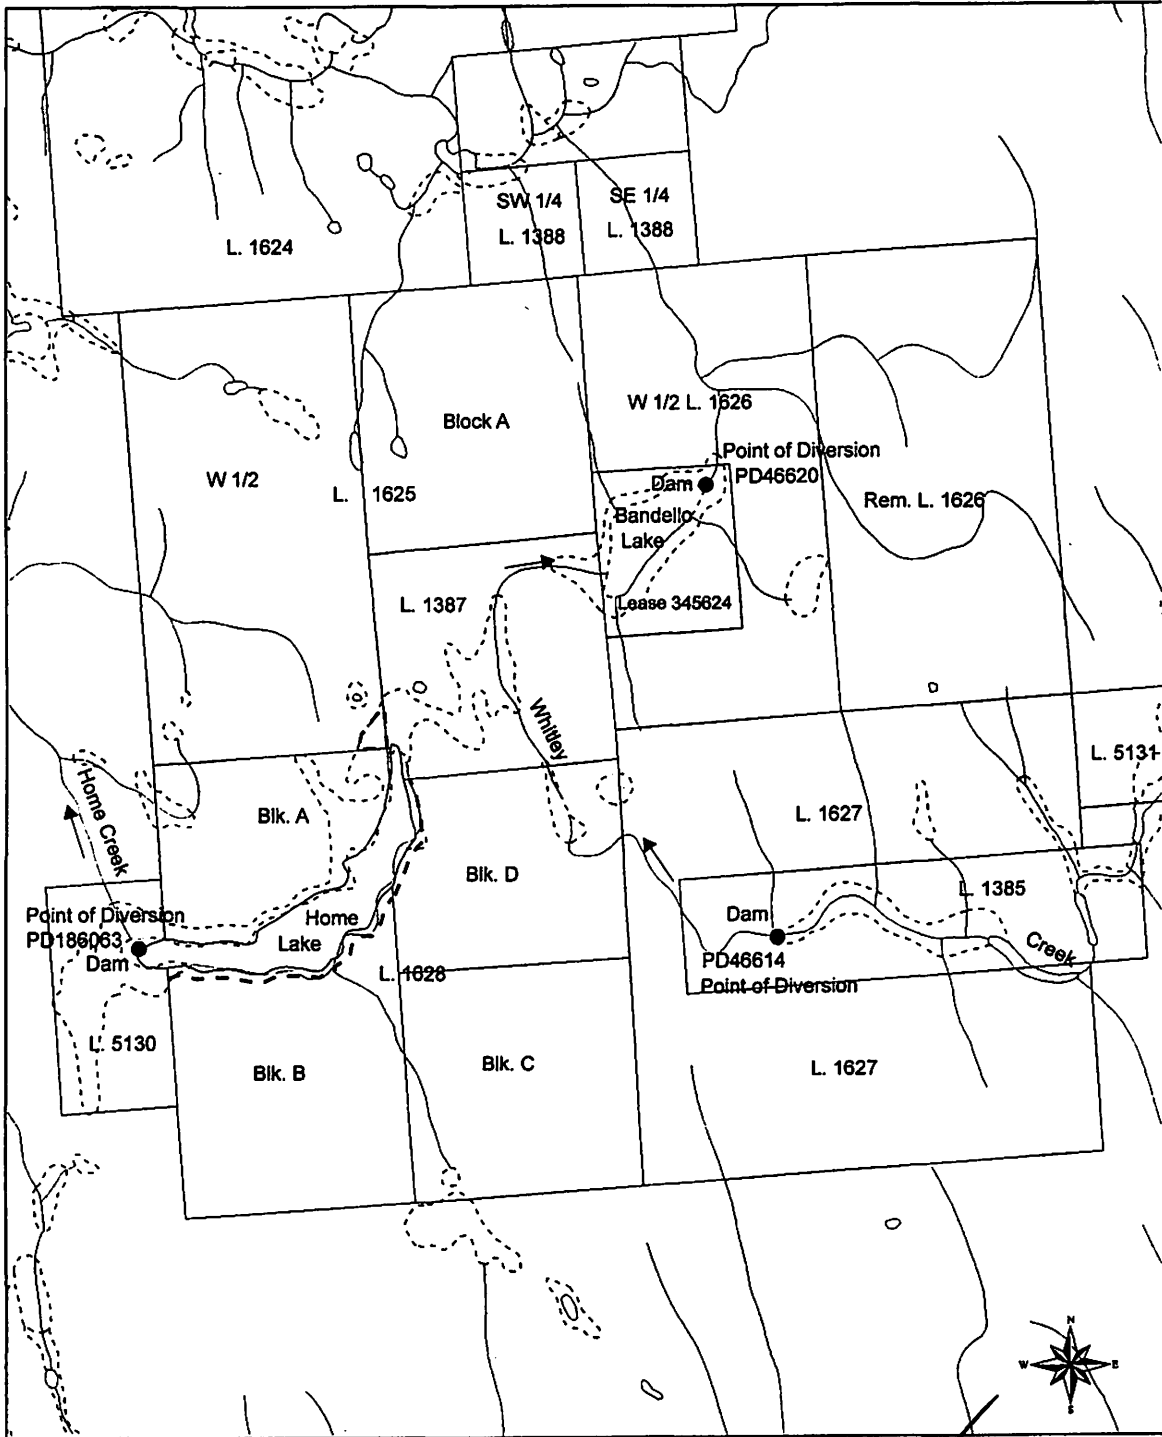 SW 1/4
L. 1388
SE 1/4
L. 1388
L. 1624
Block A
W 1/2 L. 1626
Point of Diversion
PD46620
Dam
W 1/2
L. 1625
Bandello
Lake
Rem. L. 1626
L. 1387
Lease 345624
Whitley
L. 5131
Home Creek
Blk. A
L. 1627
Blk. D
L. 1385
Home
Lake
Point of Diversion
PD186063
Dam
Dam
PD46614
Point of Diversion
Creek
L. 1628
L. 5130
Blk. B
Blk. C
L. 1627
N
W E
S